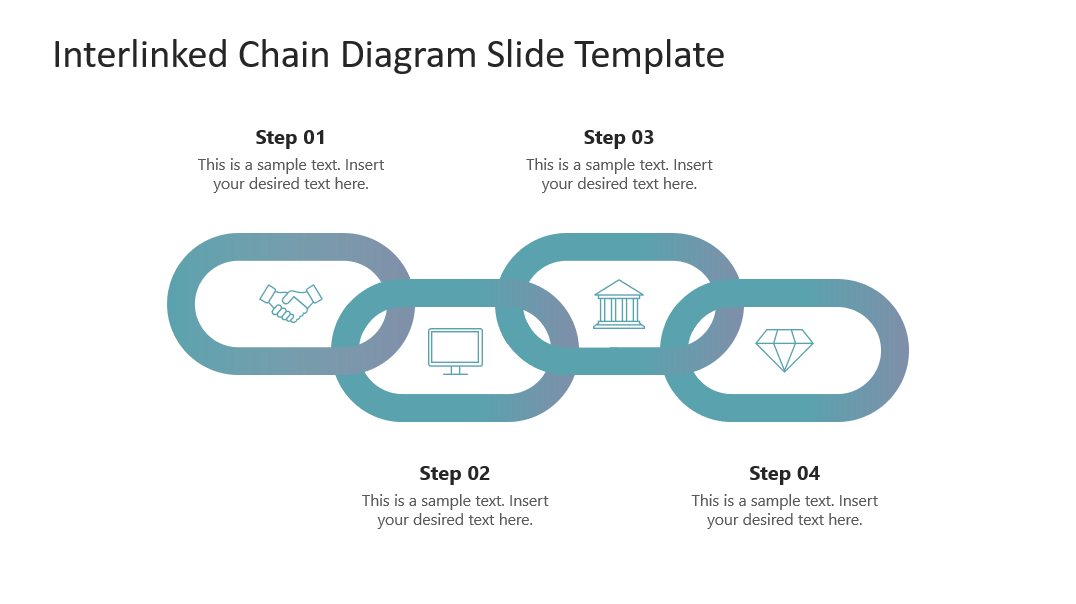 Interlinked Chain Diagram Slide Template
Step 01
This is a sample text. Insert
your desired text here.
Step 03
This is a sample text. Insert
your desired text here.
Step 02
This is a sample text. Insert
your desired text here.
Step 04
This is a sample text. Insert
your desired text here.